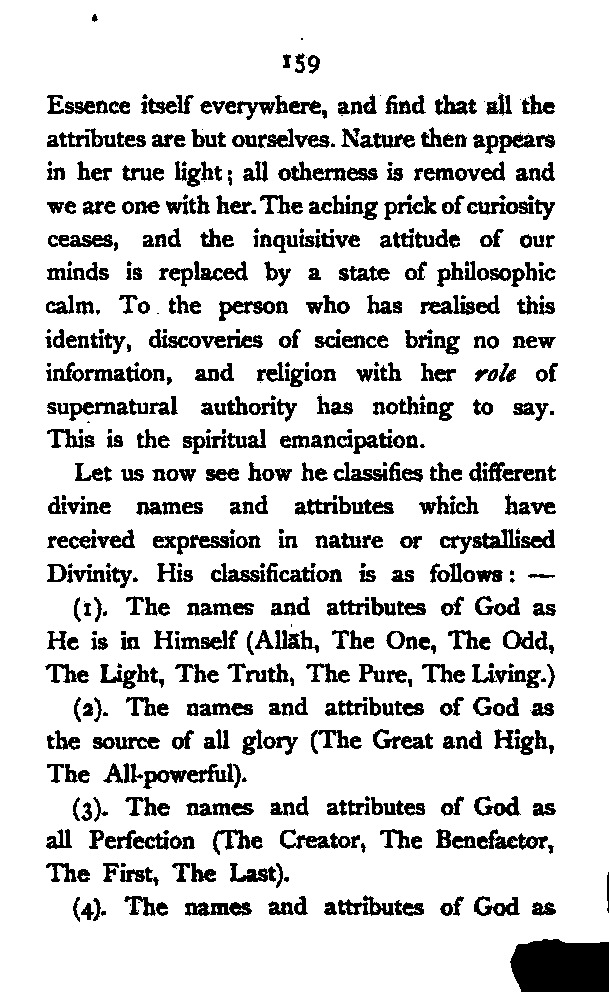 159
Essence itself everywhere, and find that all the
attributes are but ourselves. Nature then appears
in her true light; all otherness is removed and
we are one with her. The aching prick of curiosity
ceases, and the inquisitive attitude of our
minds is replaced by a state of philosophic
calm. To the person who has realised this
identity, discoveries of science bring no new
information, and religion with her role of
supernatural authority has nothing to say.
This is the spiritual emancipation.
Let us now see how he classifies the different
divine names and attributes which have
received expression in nature or crystallised
Divinity. His classification is as follows: —
(1). The names and attributes of God as
He is in Himself (Allāh, The One, The Odd,
The Light, The Truth, The Pure, The Living.)
(2). The names and attributes of God as
the source of all glory (The Great and High,
The All-powerful).
(3). The names and attributes of God as
all Perfection (The Creator, The Benefactor,
The First, The Last).
(4). The names and attributes of God as